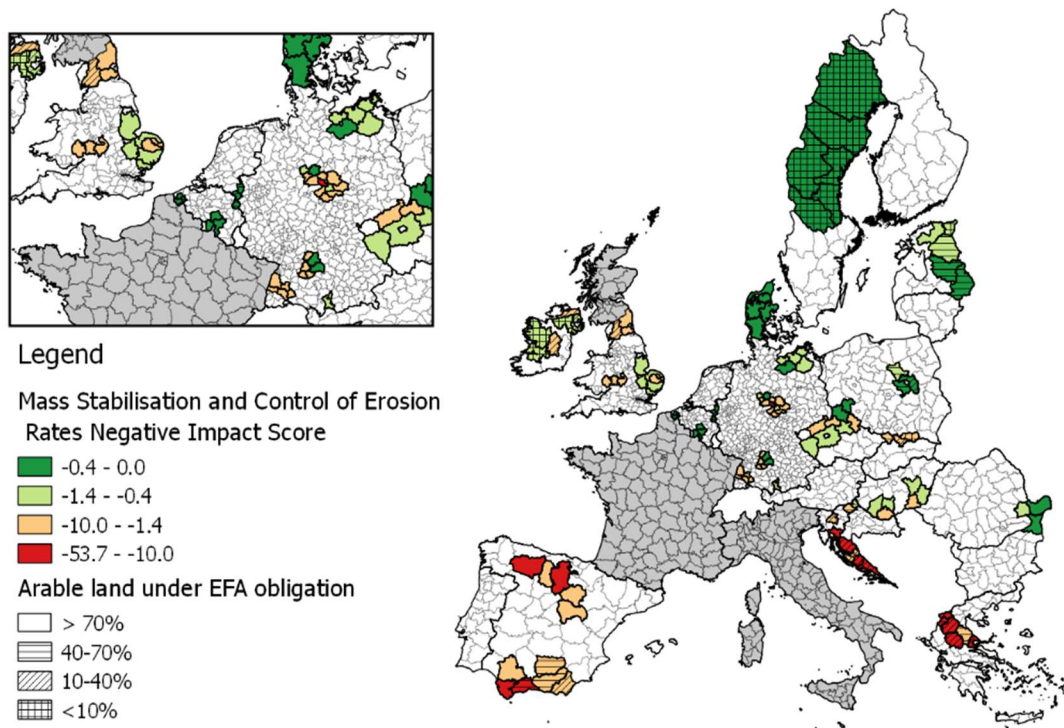 Legend
Mass Stabilisation and Control of Erosion
Rates Negative Impact Score
-0.4 - 0.0
-1.4 - -0.4
-10.0 - -1.4
-53.7 - -10.0
Arable land under EFA obligation
> 70%
40-70%
10-40%
<10%